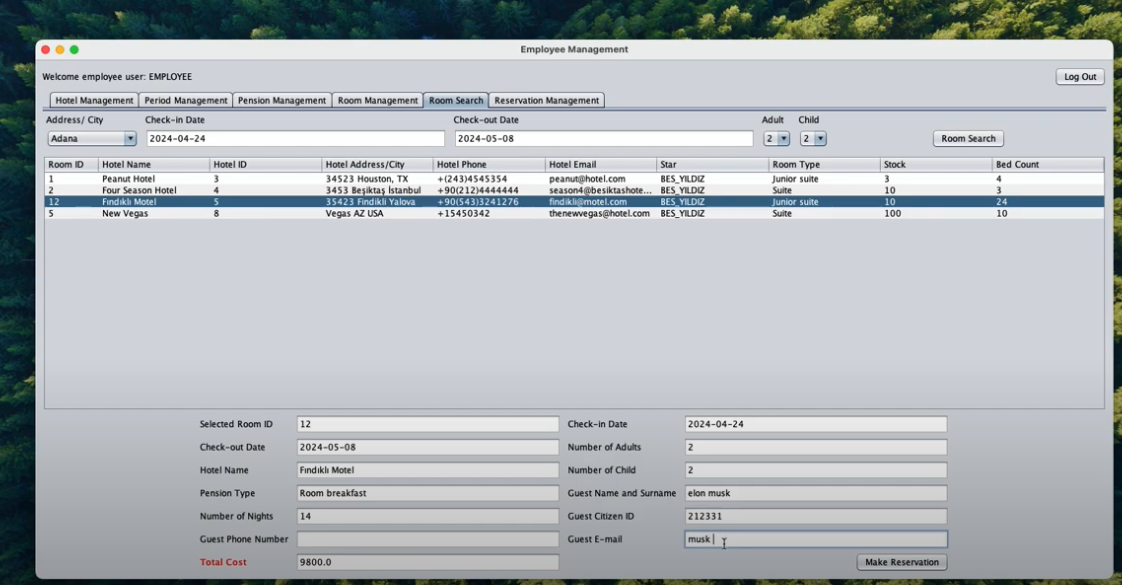 Employee Management
Welcome employee user: EMPLOYEE
Log Out
Hotel Management Period Management Pension Management Room Management Room Search Reservation Management
Address/ City Check-in Date Check-out Date Adult Child
Adana 2024-04-24 2024-05-08 2 2 Room Search
Room ID Hotel Name Hotel ID Hotel Address/City Hotel Phone Hotel Email Star Room Type Stock Bed Count
1 Peanut Hotel 3 34523 Houston, TX +(243)4545354 peanut@hotel.com BES_YILDIZ Junior suite 3 4
2 Four Season Hotel 4 3453 Beşiktaş İstanbul +90(212)4444444 season4@besiktashote... BES_YILDIZ Suite 10 3
12 Fındıklı Motel 5 35423 Findikli Yalova +90(543)3241276 findikli@motel.com BES_YILDIZ Junior suite 10 24
5 New Vegas 8 Vegas AZ USA +15450342 thenewvegas@hotel.com BES_YILDIZ Suite 100 10
Selected Room ID 12 Check-in Date 2024-04-24
Check-out Date 2024-05-08 Number of Adults 2
Hotel Name Fındıklı Motel Number of Child 2
Pension Type Room breakfast Guest Name and Surname elon musk
Number of Nights 14 Guest Citizen ID 212331
Guest Phone Number Guest E-mail musk
Total Cost 9800.0 Make Reservation